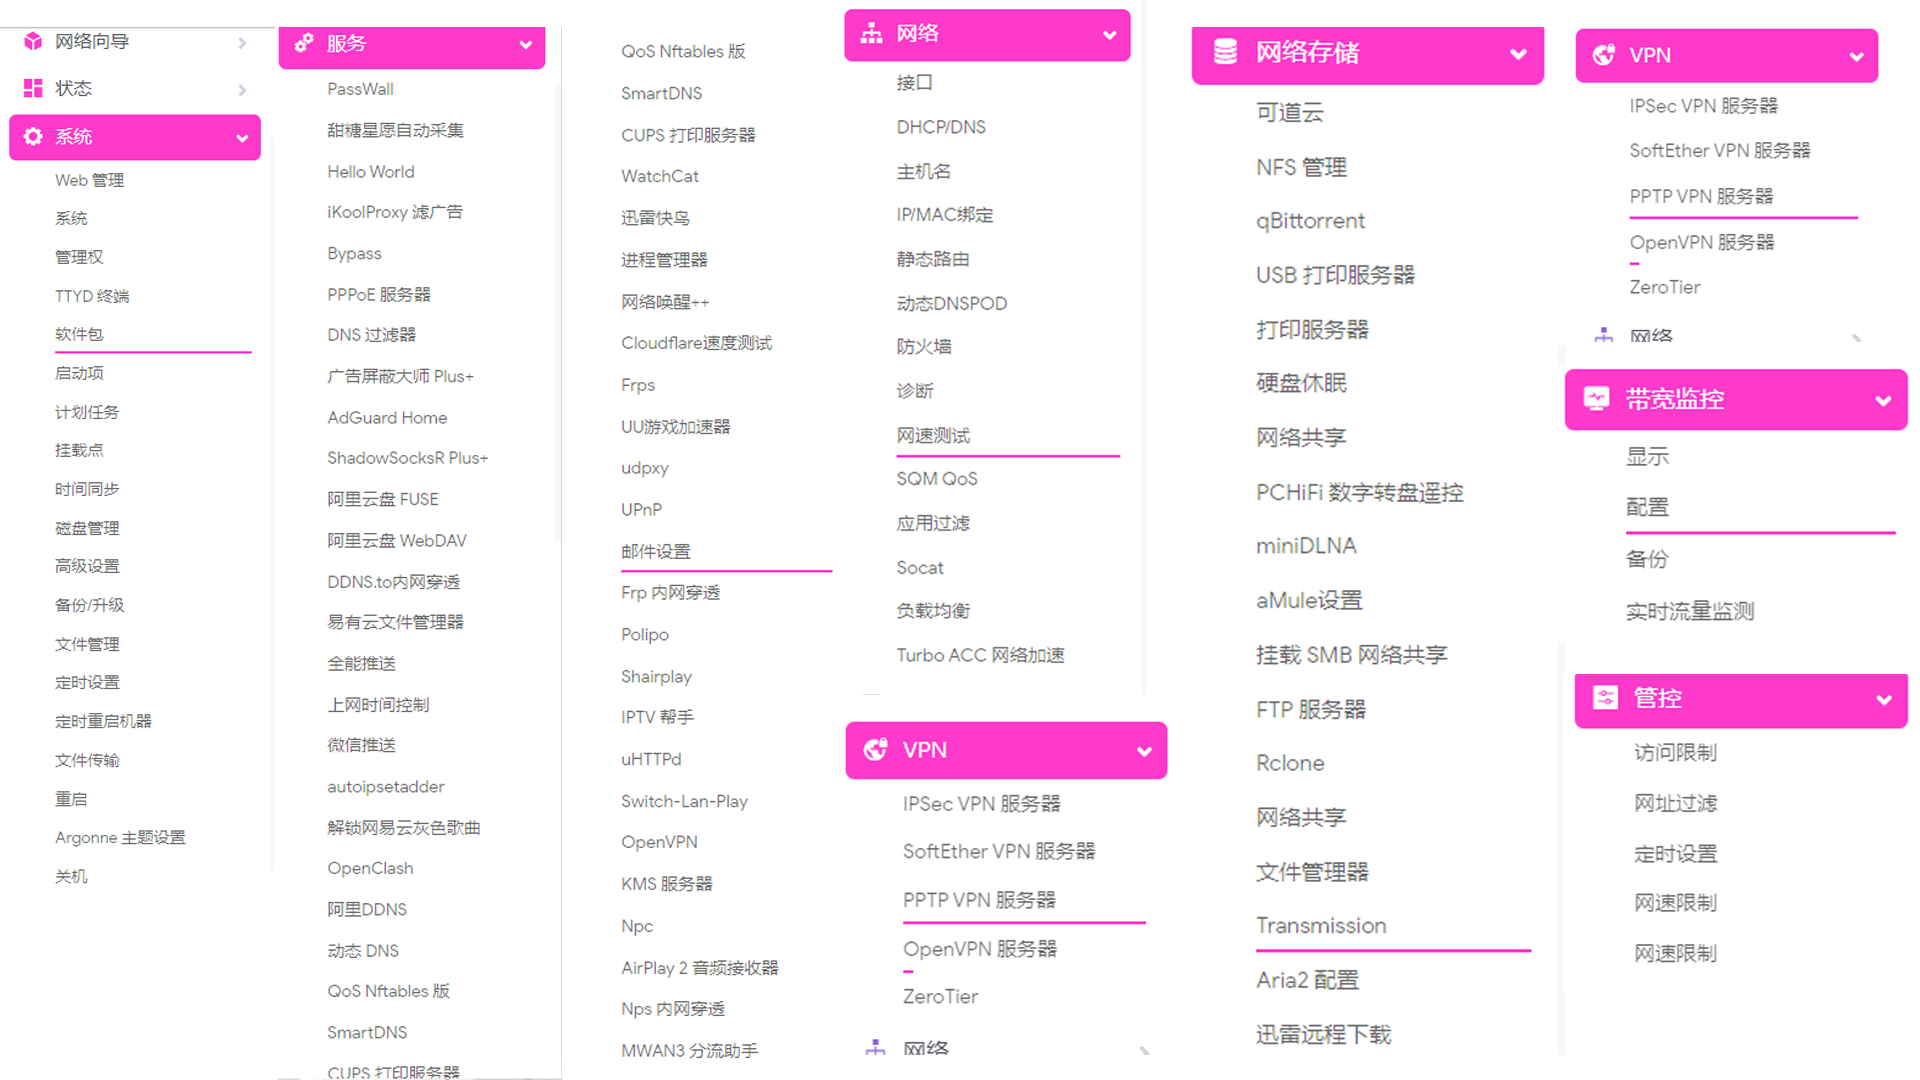 网络向导
状态
系统
Web 管理
系统
管理权
TTYD 终端
软件包
启动项
计划任务
挂载点
时间同步
磁盘管理
高级设置
备份/升级
文件管理
定时设置
定时重启机器
文件传输
重启
Argonne 主题设置
关机
服务
PassWall
甜糖星愿自动采集
Hello World
iKoolProxy 滤广告
Bypass
PPPoE 服务器
DNS 过滤器
广告屏蔽大师 Plus+
AdGuard Home
ShadowSocksR Plus+
阿里云盘 FUSE
阿里云盘 WebDAV
DDNS.to内网穿透
易有云文件管理器
全能推送
上网时间控制
微信推送
autoipsetadder
解锁网易云灰色歌曲
OpenClash
阿里DDNS
动态 DNS
QoS Nftables 版
SmartDNS
CUPS 打印服务器
QoS Nftables 版
SmartDNS
CUPS 打印服务器
WatchCat
迅雷快鸟
进程管理器
网络唤醒++
Cloudflare速度测试
Frps
UU游戏加速器
udpxy
UPnP
邮件设置
Frp 内网穿透
Polipo
Shairplay
IPTV 帮手
uHTTPd
Switch-Lan-Play
OpenVPN
KMS 服务器
Npc
AirPlay 2 音频接收器
Nps 内网穿透
MWAN3 分流助手
网络
接口
DHCP/DNS
主机名
IP/MAC绑定
静态路由
动态DNSPOD
防火墙
诊断
网速测试
SQM QoS
应用过滤
Socat
负载均衡
Turbo ACC 网络加速
VPN
IPSec VPN 服务器
SoftEther VPN 服务器
PPTP VPN 服务器
OpenVPN 服务器
ZeroTier
网络
网络存储
可道云
NFS 管理
qBittorrent
USB 打印服务器
打印服务器
硬盘休眠
网络共享
PCHiFi 数字转盘遥控
miniDLNA
aMule设置
挂载 SMB 网络共享
FTP 服务器
Rclone
网络共享
文件管理器
Transmission
Aria2 配置
迅雷远程下载
VPN
IPSec VPN 服务器
SoftEther VPN 服务器
PPTP VPN 服务器
OpenVPN 服务器
ZeroTier
网络
带宽监控
显示
配置
备份
实时流量监测
管控
访问限制
网址过滤
定时设置
网速限制
网速限制